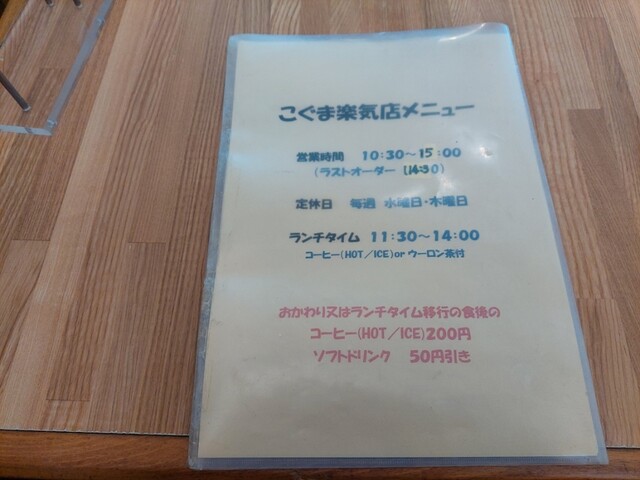 こぐま楽気店メニュー
営業時間 10:30～15:00
(ラストオーダー 14:30)
定休日 毎週 水曜日・木曜日
ランチタイム 11:30～14:00
コーヒー(HOT/ICE)orウーロン茶付
おかわり又はランチタイム移行の食後の
コーヒー(HOT/ICE)200円
ソフトドリンク 50円引き